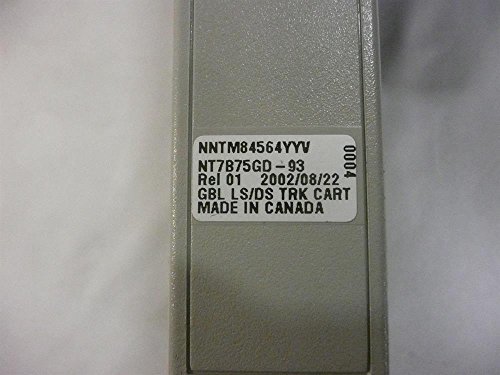 NNTM84564YYV
NT7B75GD-93
Rel 01 2002/08/22
GBL LS/DS TRK CART
MADE IN CANADA
0004